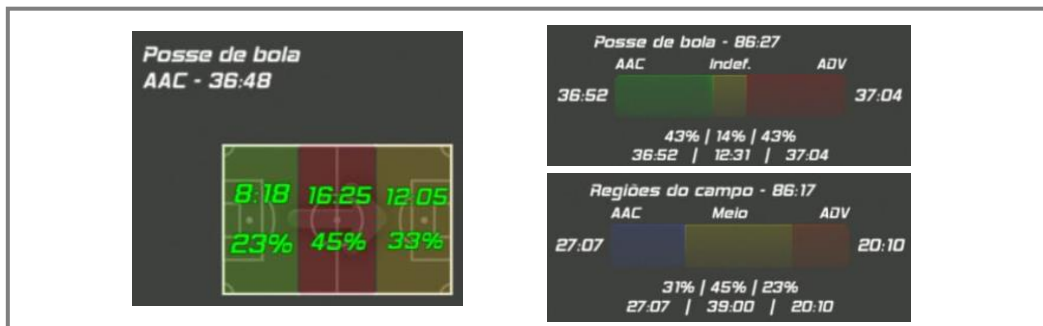 Posse de bola
AAC - 36:48
8:18 16:25 12:05
23% 45% 33%
Posse de bola - 86:27
AAC Indef. ADV
36:52 37:04
43% | 14% | 43%
36:52 | 12:31 | 37:04
Regiões do campo - 86:17
AAC Meio ADV
27:07 20:10
31% | 45% | 23%
27:07 | 39:00 | 20:10